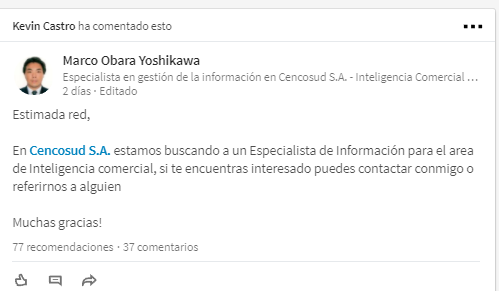 Kevin Castro ha comentado esto
Marco Obara Yoshikawa
Especialista en gestión de la información en Cencosud S.A. - Inteligencia Comercial ...
2 días · Editado
Estimada red,
En Cencosud S.A. estamos buscando a un Especialista de Información para el area
de Inteligencia comercial, si te encuentras interesado puedes contactar conmigo o
referirnos a alguien
Muchas gracias!
77 recomendaciones · 37 comentarios